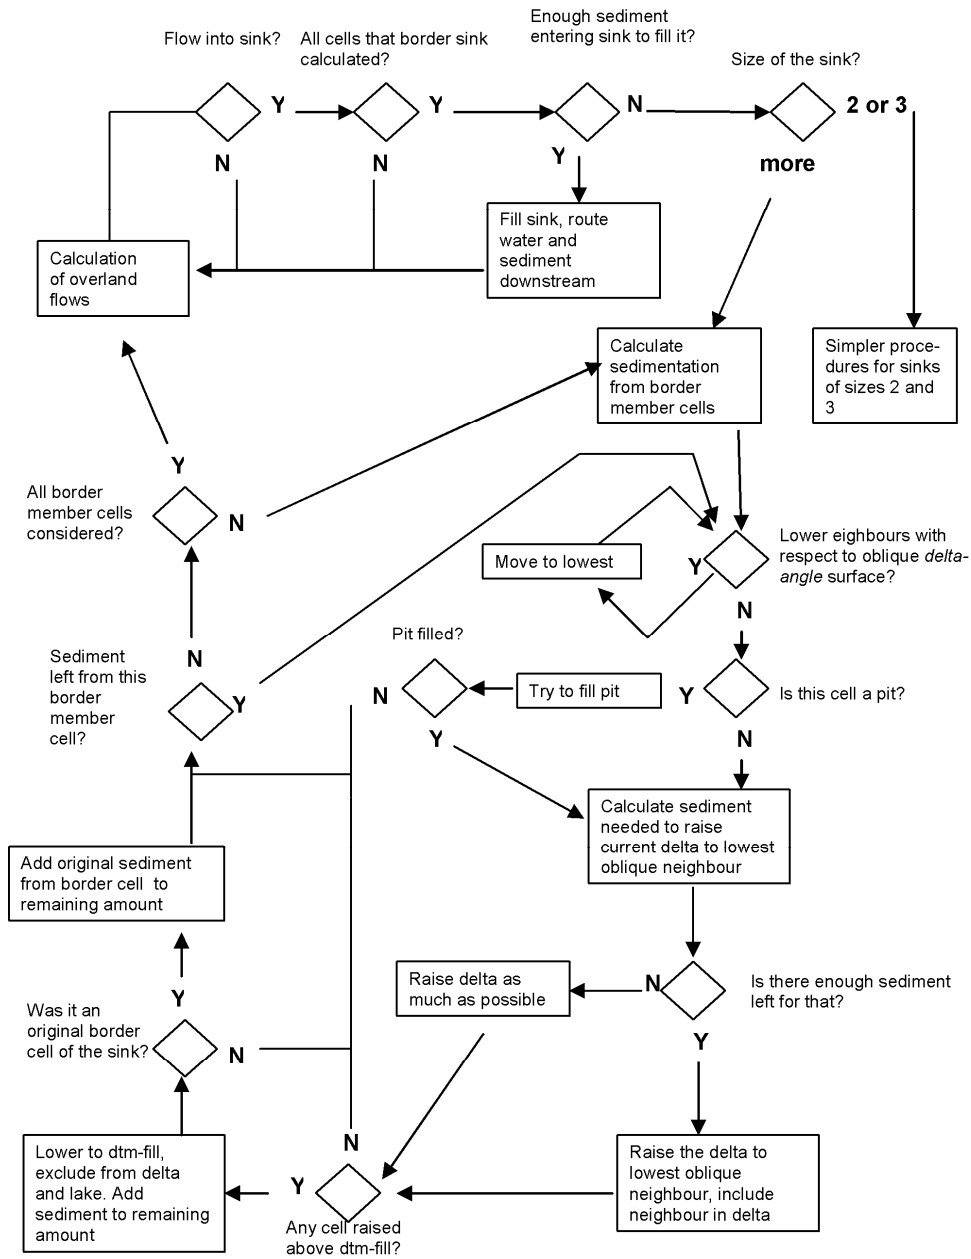 Flow into sink?
All cells that border sink
calculated?
Enough sediment
entering sink to fill it?
Size of the sink?
Y
Y
N
2 or 3
N
N
Y
more
Calculation
of overland
flows
Fill sink, route
water and
sediment
downstream
Calculate
sedimentation
from border
member cells
Simpler proce-
dures for sinks
of sizes 2 and
3
Y
All border
member cells
considered?
N
Move to lowest
Y
Lower eighbours with
respect to oblique delta-
angle surface?
N
Pit filled?
Sediment
left from this
border
member
cell?
N
Y
N
Try to fill pit
Y
Is this cell a pit?
Y
N
Calculate sediment
needed to raise
current delta to lowest
oblique neighbour
Add original sediment
from border cell to
remaining amount
Raise delta as
much as possible
N
Is there enough sediment
left for that?
Y
Was it an
original border
cell of the sink?
Y
N
N
Lower to dtm-fill,
exclude from delta
and lake. Add
sediment to remaining
amount
Y
Any cell raised
above dtm-fill?
Raise the delta to
lowest oblique
neighbour, include
neighbour in delta